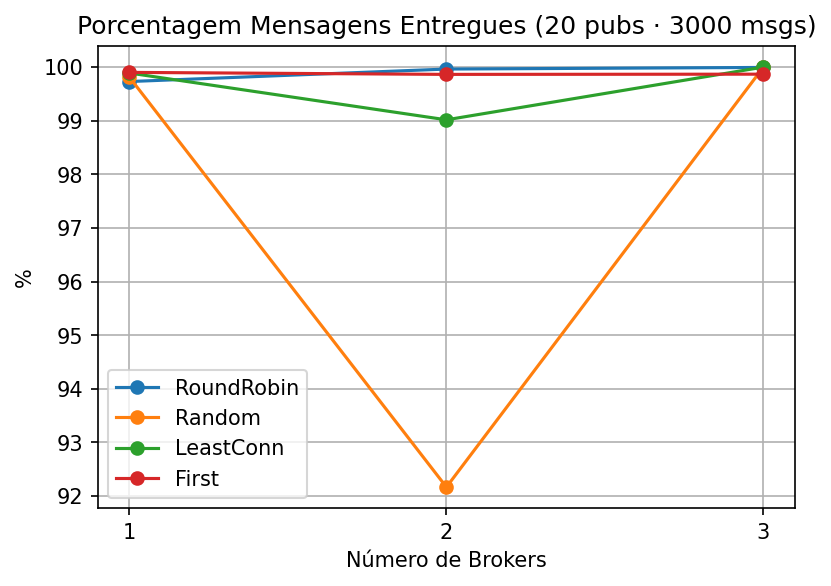 Porcentagem Mensagens Entregues (20 pubs · 3000 msgs)
100
99
98
97
96
95
94
93
92
%
RoundRobin
Random
LeastConn
First
1
2
3
Número de Brokers